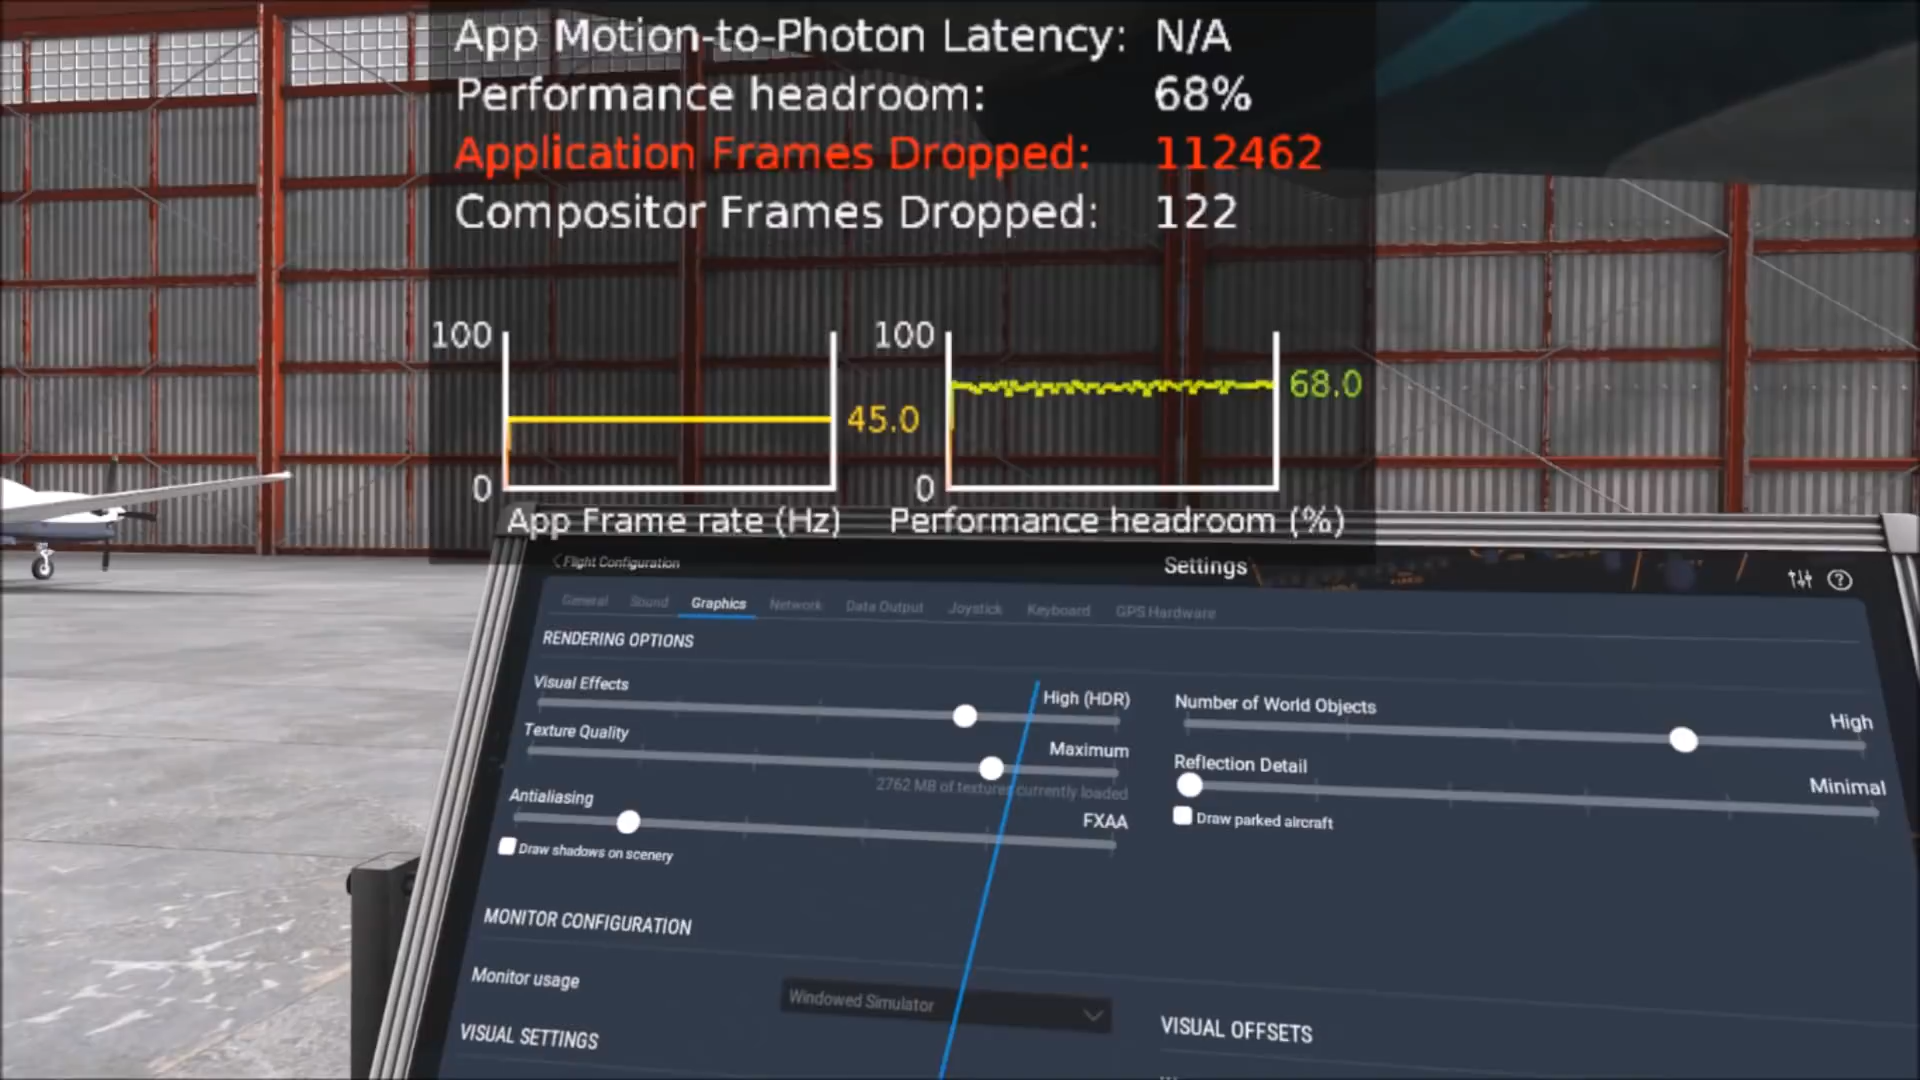 App Motion-to-Photon Latency: N/A
Performance headroom: 68%
Application Frames Dropped: 112462
Compositor Frames Dropped: 122
100
0
45.0
App Frame rate (Hz)
100
0
68.0
Performance headroom (%)
Flight Configuration
Settings
General Sound Graphics Network Data Output Joystick Keyboard GPS Hardware
RENDERING OPTIONS
Visual Effects
High (HDR)
Texture Quality
Maximum
2762 MB of textures currently loaded
Antialiasing
FXAA
Draw shadows on scenery
Number of World Objects
High
Reflection Detail
Minimal
Draw parked aircraft
MONITOR CONFIGURATION
Monitor usage
Windowed Simulator
VISUAL SETTINGS
VISUAL OFFSETS